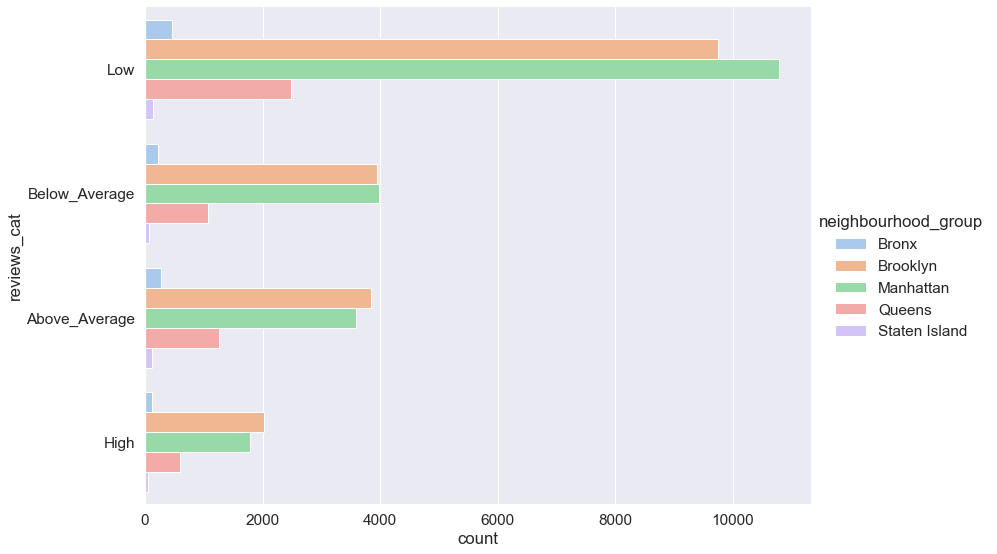 Low
Below_Average
Above_Average
High
reviews_cat
0 2000 4000 6000 8000 10000
count
neighbourhood_group
Bronx
Brooklyn
Manhattan
Queens
Staten Island